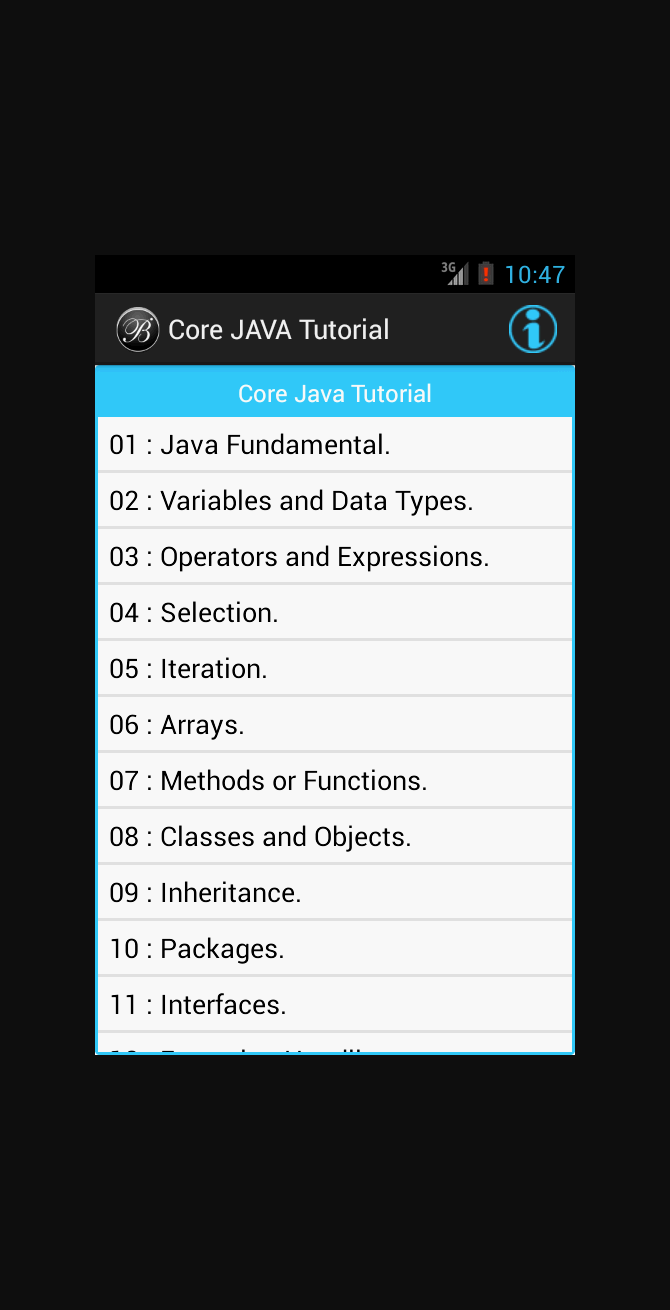 3G 10:47
B Core JAVA Tutorial i
Core Java Tutorial
01 : Java Fundamental.
02 : Variables and Data Types.
03 : Operators and Expressions.
04 : Selection.
05 : Iteration.
06 : Arrays.
07 : Methods or Functions.
08 : Classes and Objects.
09 : Inheritance.
10 : Packages.
11 : Interfaces.